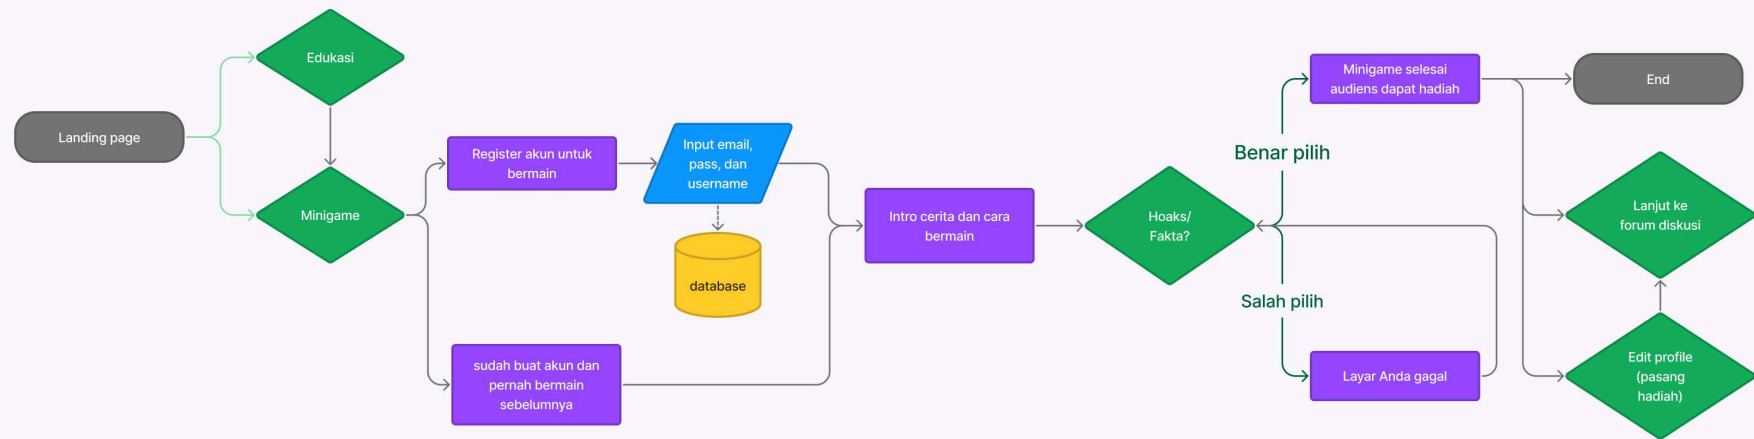 Edukasi
Landing page
Minigame
Register akun untuk
bermain
Input email,
pass, dan
username
database
sudah buat akun dan
pernah bermain
sebelumnya
Intro cerita dan cara
bermain
Hoaks/
Fakta?
Benar pilih
Salah pilih
Minigame selesai
audiens dapat hadiah
Layar Anda gagal
End
Lanjut ke
forum diskusi
Edit profile
(pasang
hadiah)